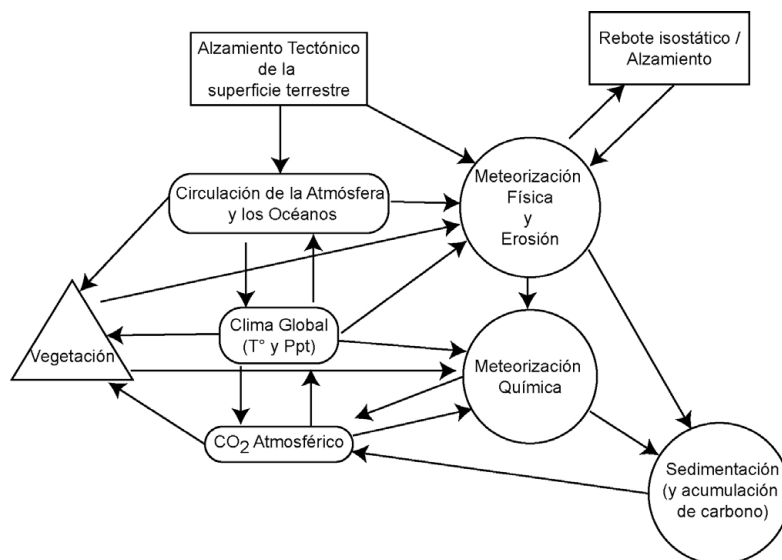 Alzamiento Tectónico
de la
superficie terrestre
Rebote isostático /
Alzamiento
Circulación de la Atmósfera
y los Océanos
Meteorización
Física
y
Erosión
Clima Global
(T° y Ppt)
Vegetación
Meteorización
Química
CO2 Atmosférico
Sedimentación
(y acumulación
de carbono)